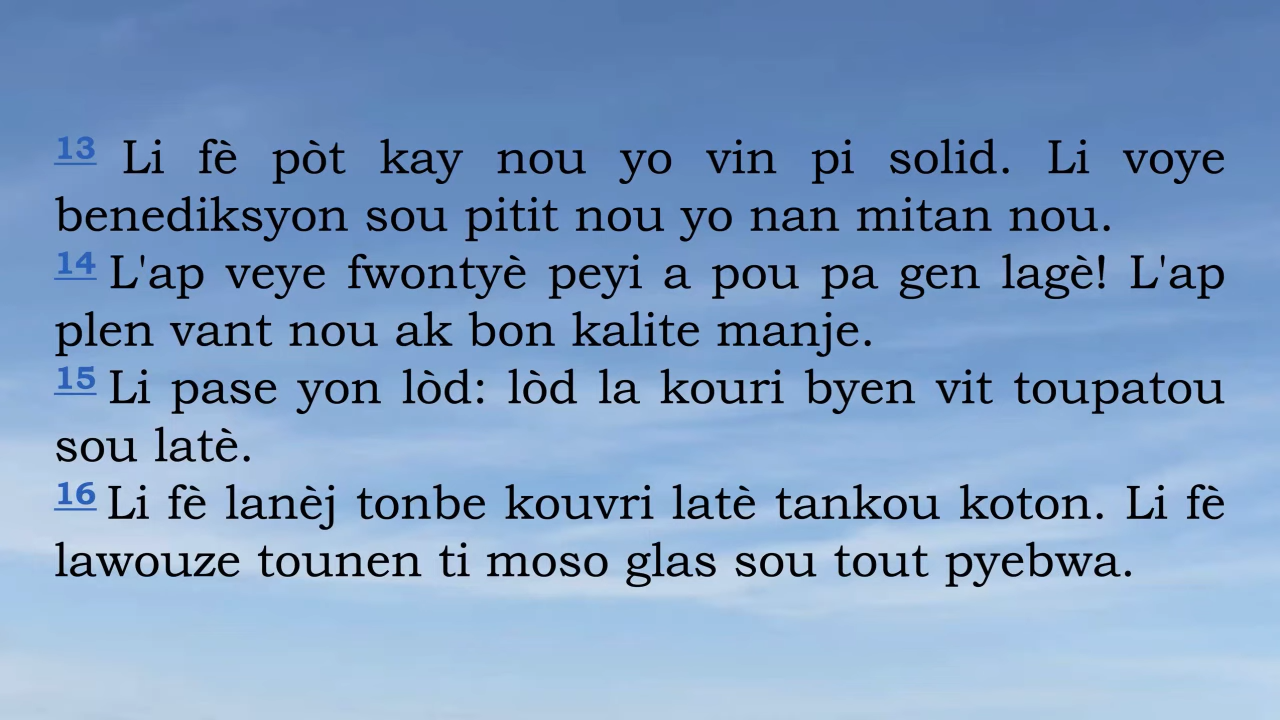 13 Li fè pòt kay nou yo vin pi solid. Li voye
benediksyon sou pitit nou yo nan mitan nou.
14 L'ap veye fwontyè peyi a pou pa gen lagè! L'ap
plen vant nou ak bon kalite manje.
15 Li pase yon lòd: lòd la kouri byen vit toupatou
sou latè.
16 Li fè lanèj tonbe kouvri latè tankou koton. Li fè
lawouze tounen ti moso glas sou tout pyebwa.